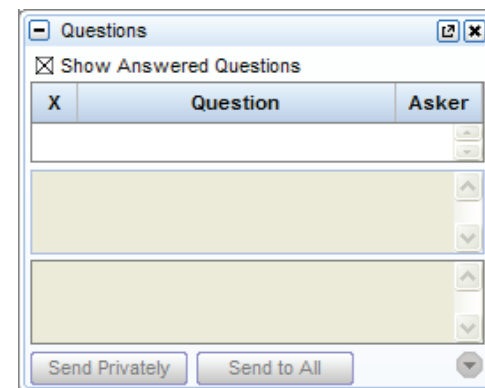 Questions
Show Answered Questions
X Question Asker
Send Privately Send to All